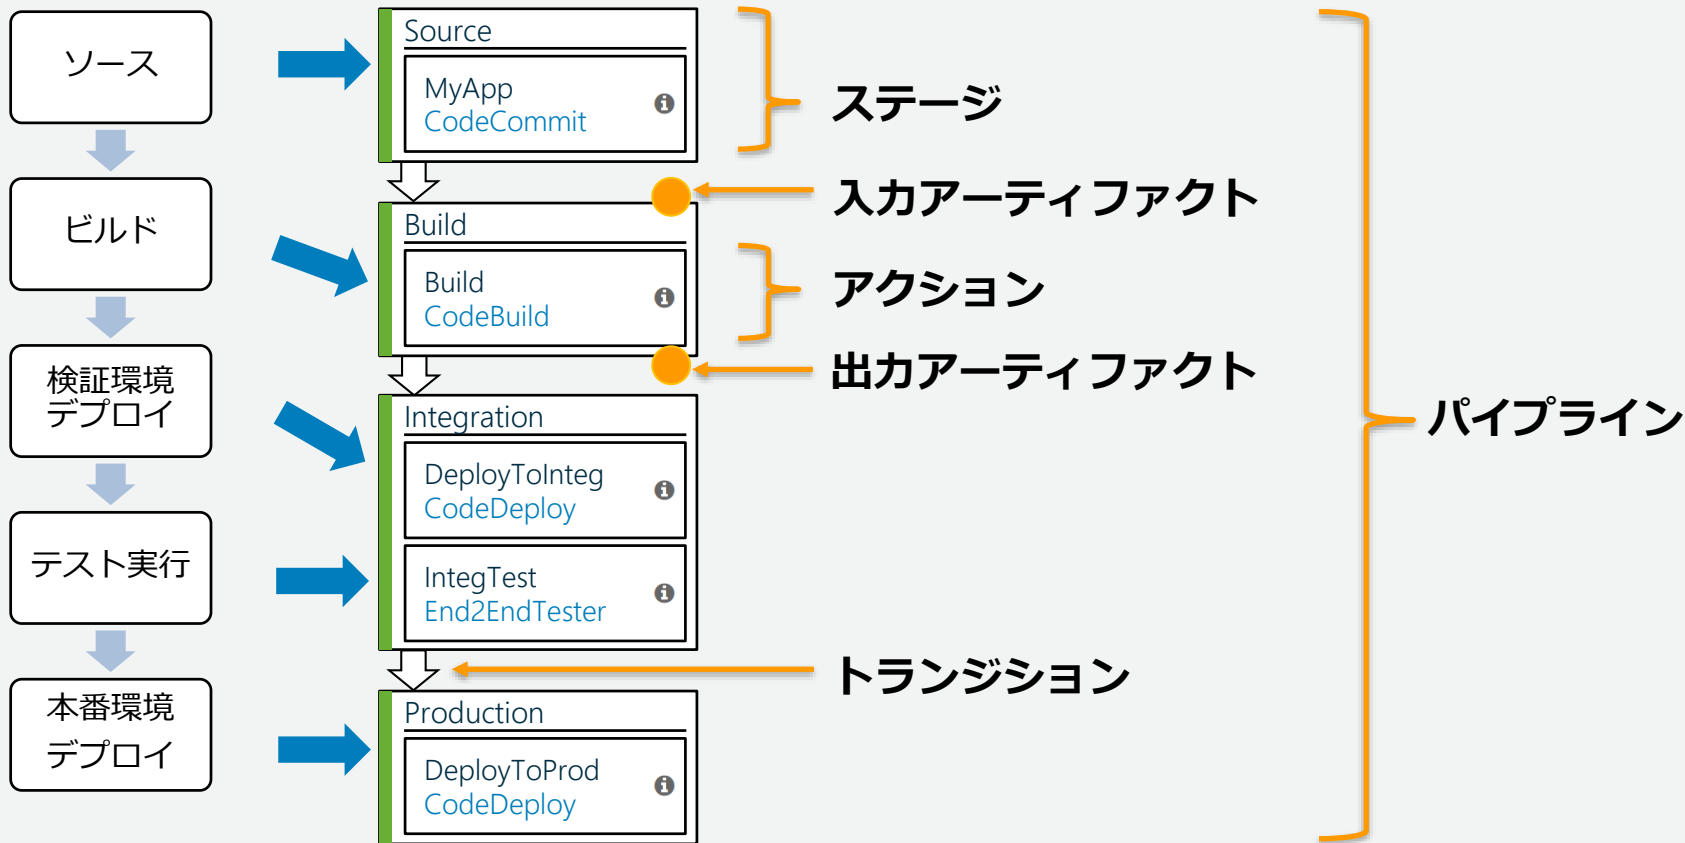 ソース
ビルド
検証環境
デプロイ
テスト実行
本番環境
デプロイ
Source
MyApp
CodeCommit
Build
Build
CodeBuild
Integration
DeployToInteg
CodeDeploy
IntegTest
End2EndTester
Production
DeployToProd
CodeDeploy
ステージ
入力アーティファクト
アクション
出力アーティファクト
トランジション
パイプライン